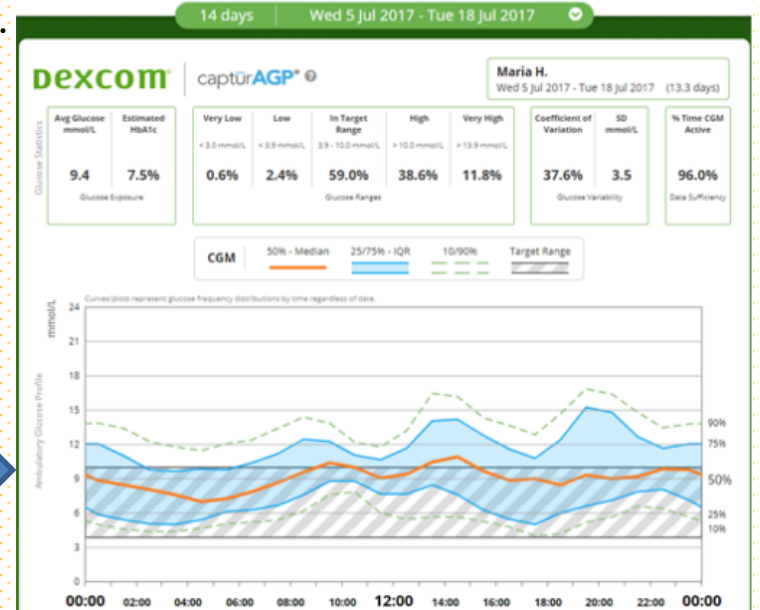 14 days Wed 5 Jul 2017 - Tue 18 Jul 2017
Dexcom captūrAGP®
Maria H.
Wed 5 Jul 2017 - Tue 18 Jul 2017 (13.3 days)
Glucose Statistics
Avg Glucose mmol/L
Estimated HbA1c
9.4 7.5%
Glucose Exposure
Very Low Low In Target Range High Very High
< 3.0 mmol/L < 3.9 mmol/L 3.9 - 10.0 mmol/L > 10.0 mmol/L > 13.9 mmol/L
0.6% 2.4% 59.0% 38.6% 11.8%
Glucose Ranges
Coefficient of Variation
SD mmol/L
37.6% 3.5
Glucose Variability
% Time CGM Active
96.0%
Data Sufficiency
CGM 50% - Median 25/75% - IQR 10/90% Target Range
Curves/plots represent glucose frequency distributions by time regardless of date.
mmol/L
Ambulatory Glucose Profile
24
21
18
15
12
9
6
3
0
90%
75%
50%
25%
10%
00:00 02:00 04:00 06:00 08:00 10:00 12:00 14:00 16:00 18:00 20:00 22:00 00:00